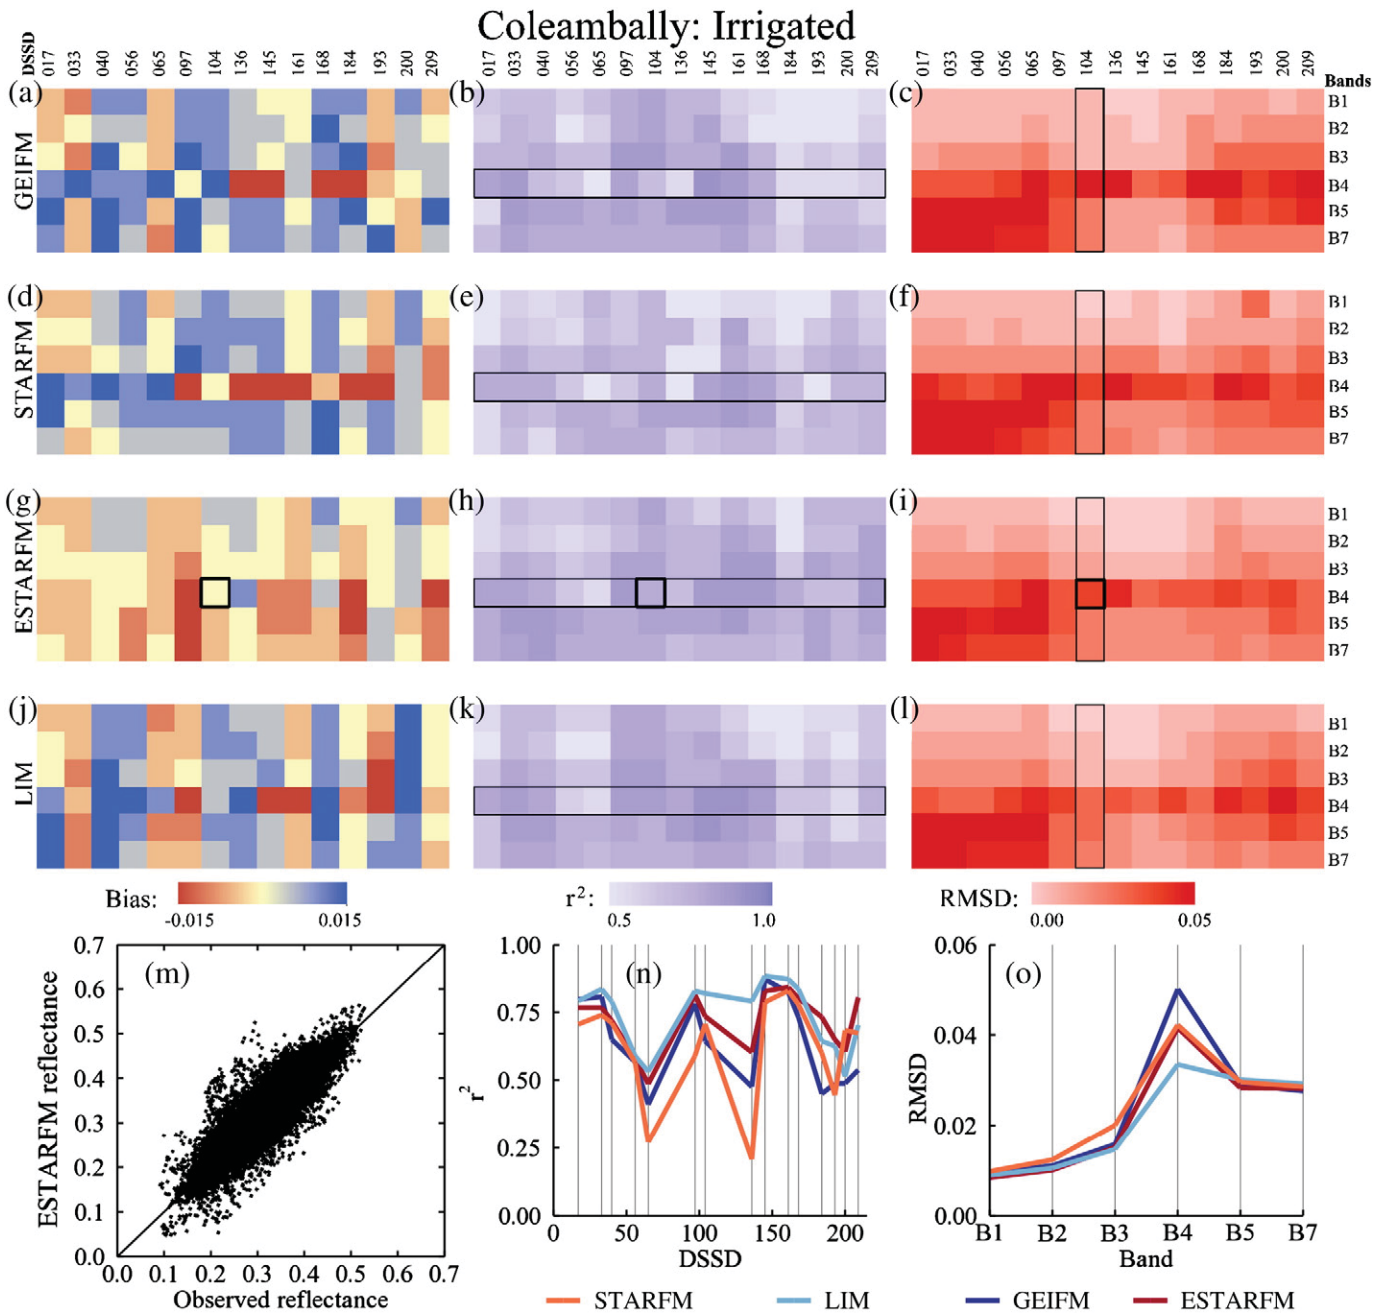 Coleambally: Irrigated
DSSD
017 033 040 056 065 097 104 136 145 161 168 184 193 200 209
017 033 040 056 065 097 104 136 145 161 168 184 193 200 209
017 033 040 056 065 097 104 136 145 161 168 184 193 200 209
Bands
(a) (b) (c)
GEIFM
B1
B2
B3
B4
B5
B7
(d) (e) (f)
STARFM
B1
B2
B3
B4
B5
B7
(g) (h) (i)
ESTARFM
B1
B2
B3
B4
B5
B7
(j) (k) (l)
LIM
B1
B2
B3
B4
B5
B7
Bias:
-0.015 0.015
r²:
0.5 1.0
RMSD:
0.00 0.05
(m)
ESTARFM reflectance
0.7
0.6
0.5
0.4
0.3
0.2
0.1
0.0
0.0 0.1 0.2 0.3 0.4 0.5 0.6 0.7
Observed reflectance
(n)
r²
1.00
0.75
0.50
0.25
0.00
0 50 100 150 200
DSSD
(o)
RMSD
0.06
0.04
0.02
0.00
B1 B2 B3 B4 B5 B7
Band
STARFM LIM GEIFM ESTARFM